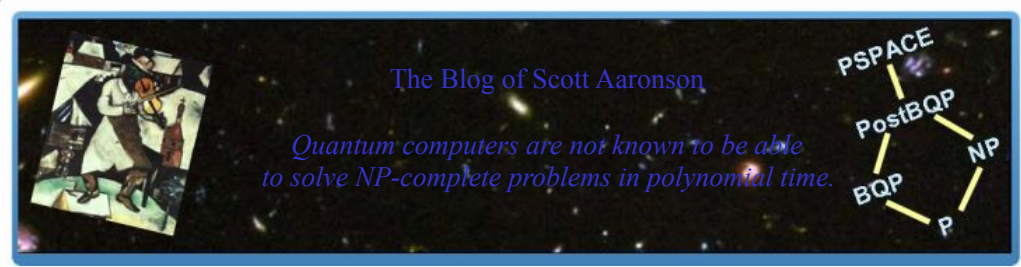 The Blog of Scott Aaronson
Quantum computers are not known to be able
to solve NP-complete problems in polynomial time.
PSPACE
PostBQP
NP
BQP
P